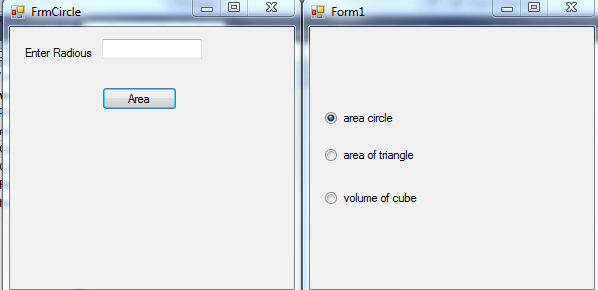 FrmCircle
Enter Radious
Area
Form1
area circle
area of triangle
volume of cube